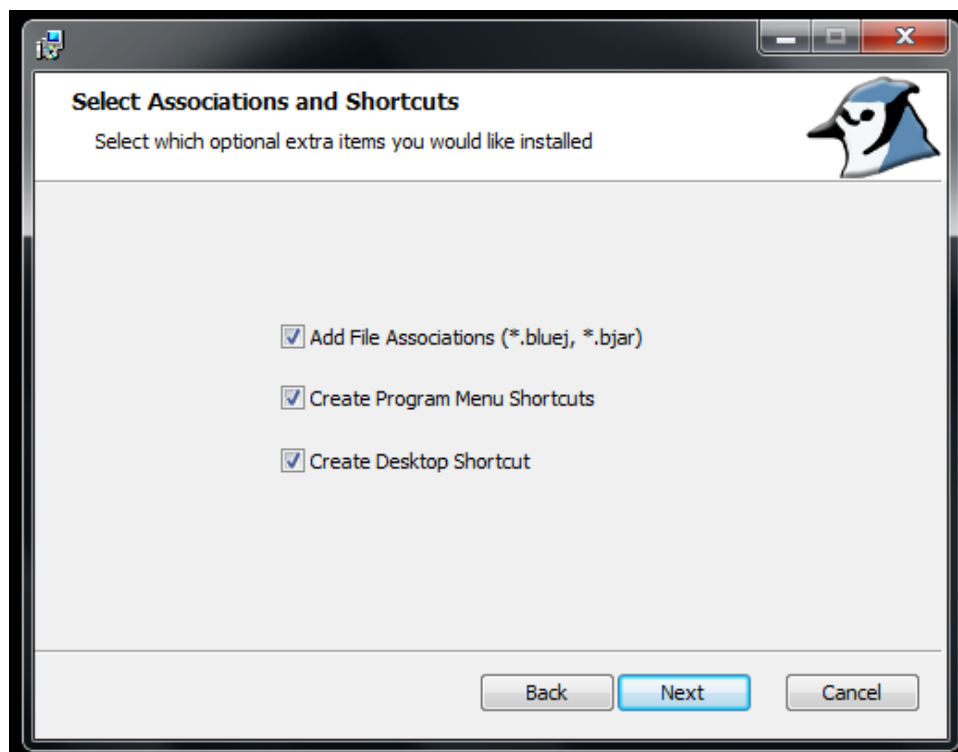 Select Associations and Shortcuts
Select which optional extra items you would like installed
Add File Associations (*.bluej, *.bjar)
Create Program Menu Shortcuts
Create Desktop Shortcut
Back Next Cancel